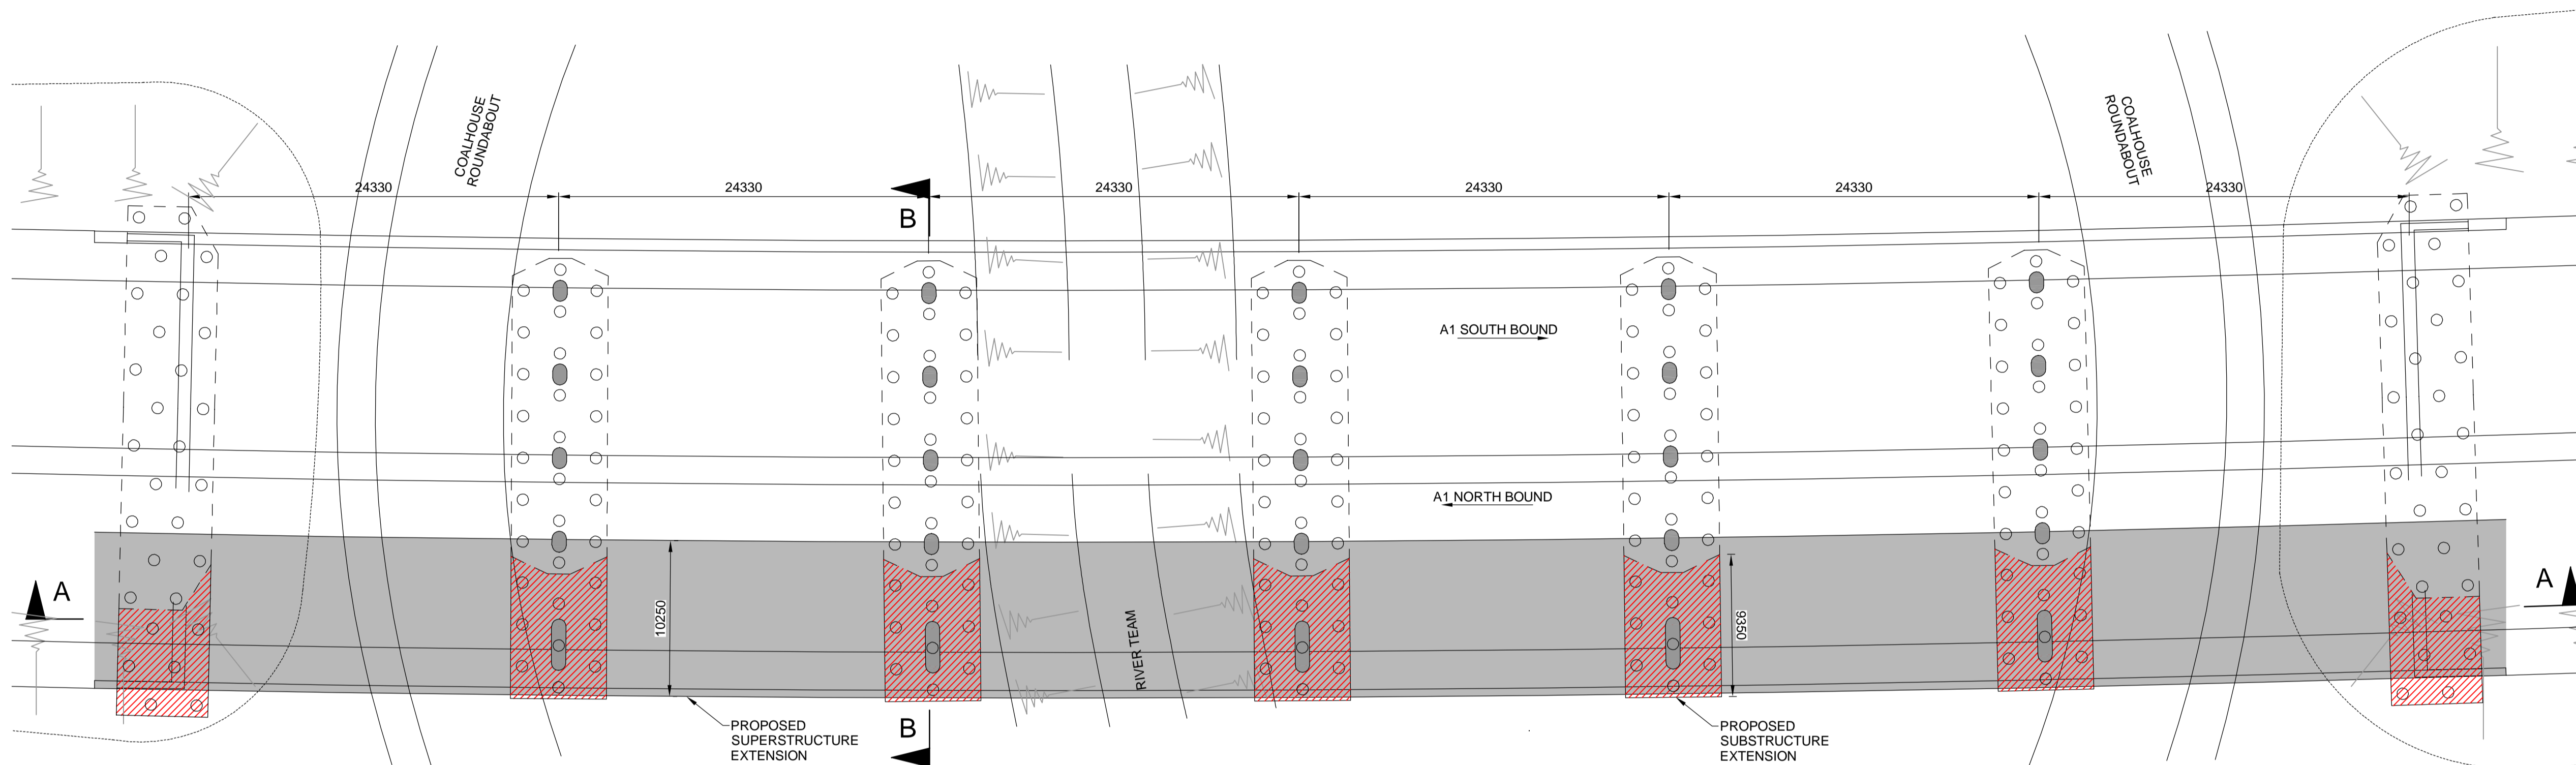 COALHOUSE
ROUNDABOUT
COALHOUSE
ROUNDABOUT
24330
24330
24330
24330
24330
24330
B
A1 SOUTH BOUND
A1 NORTH BOUND
A
A
10250
RIVER TEAM
9350
B
PROPOSED
SUPERSTRUCTURE
EXTENSION
PROPOSED
SUBSTRUCTURE
EXTENSION